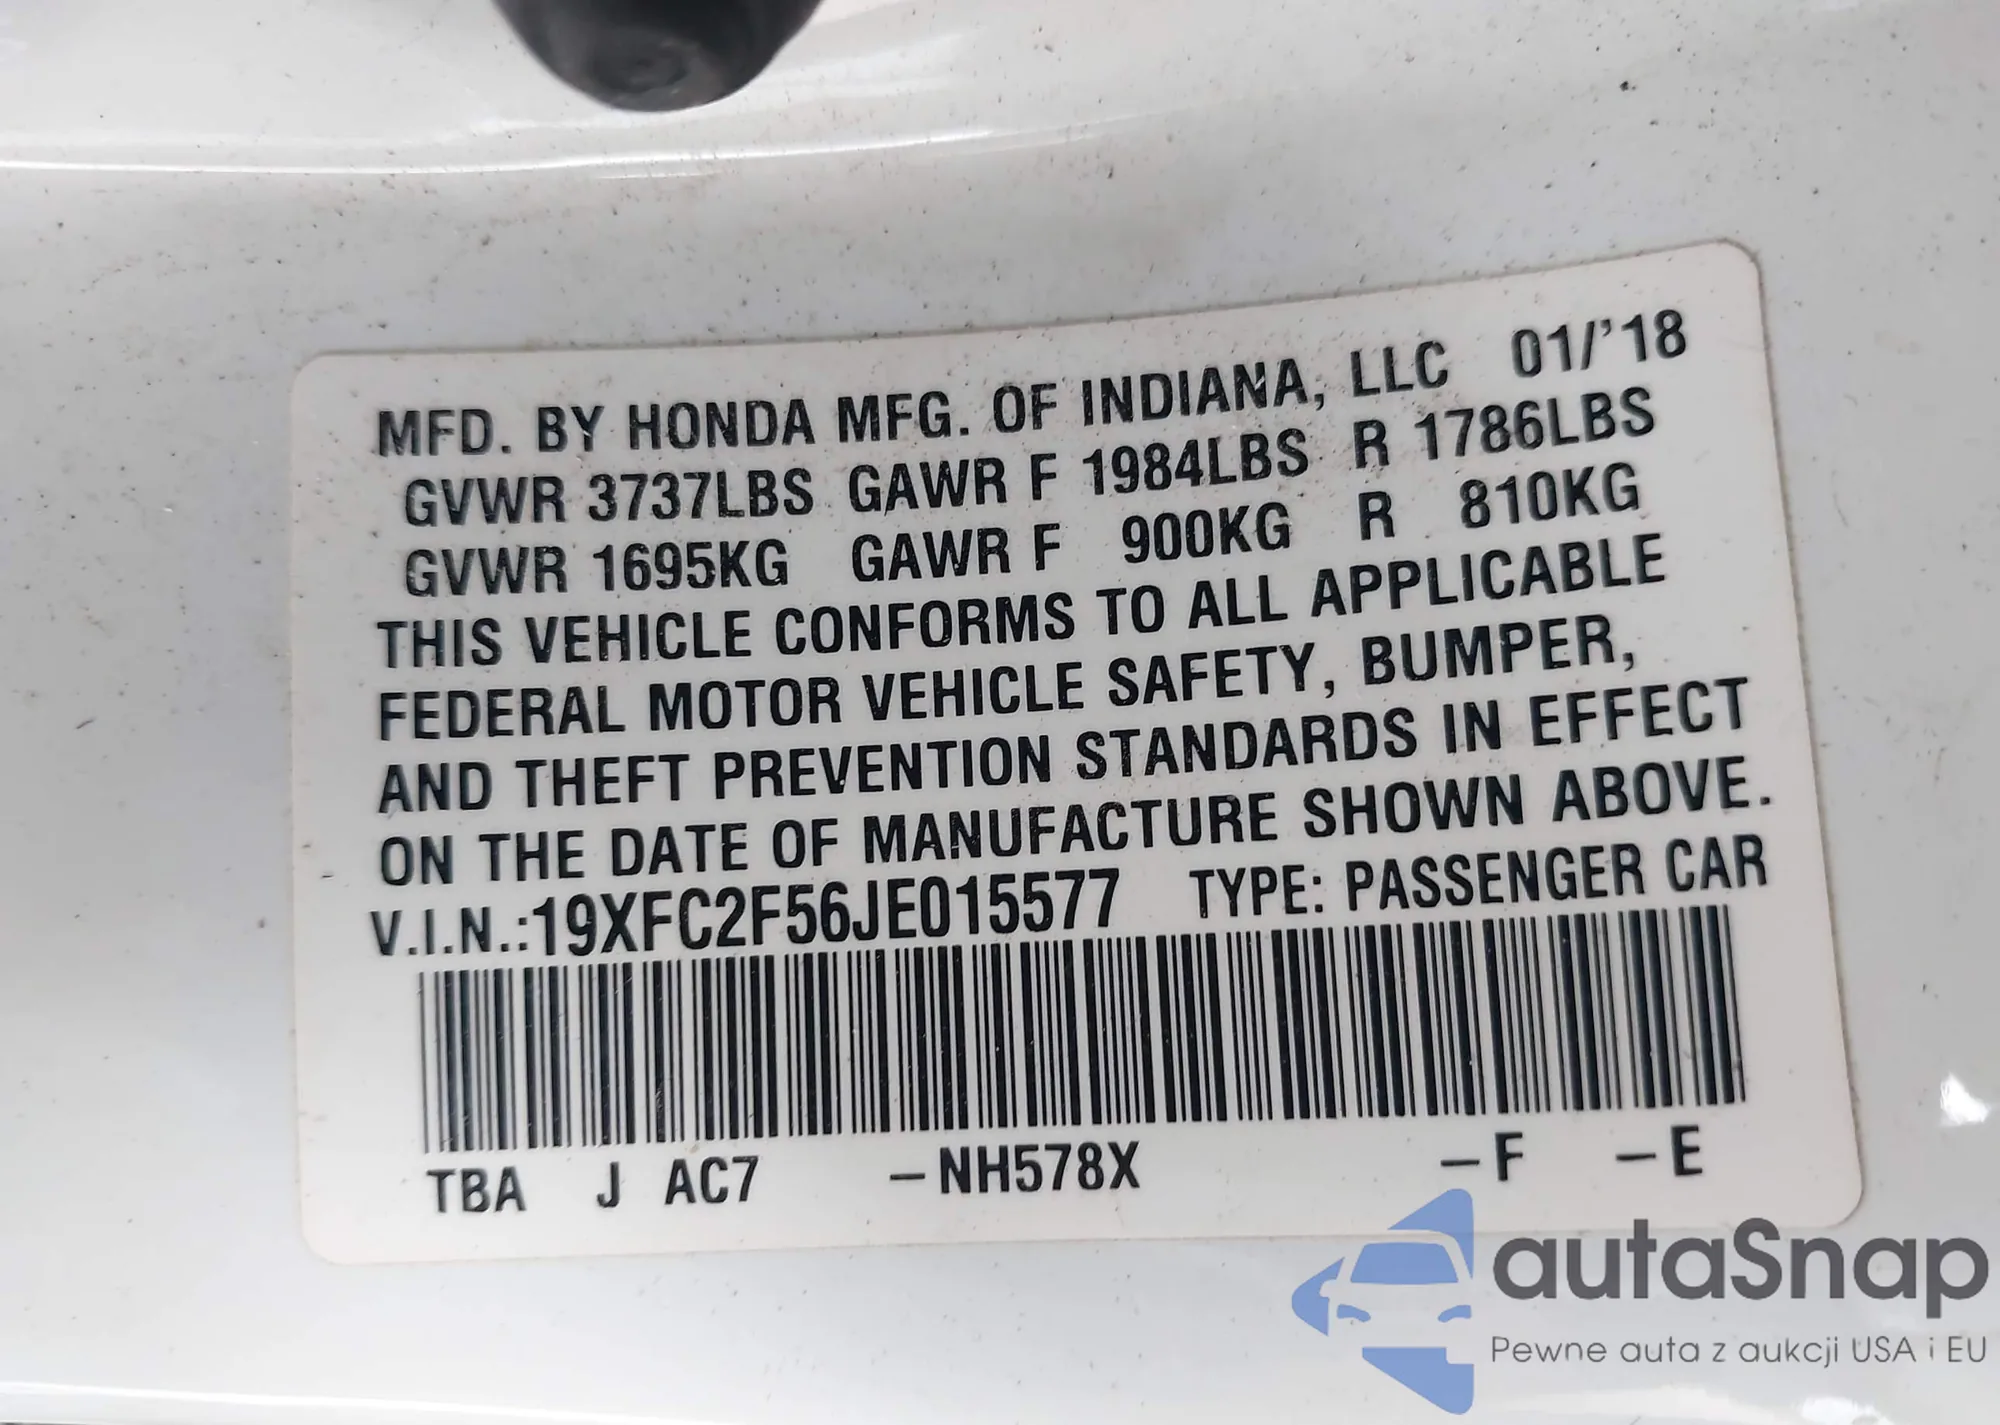 MFD. BY HONDA MFG. OF INDIANA, LLC 01/'18
GVWR 3737LBS GAWR F 1984LBS R 1786LBS
GVWR 1695KG GAWR F 900KG R 810KG
THIS VEHICLE CONFORMS TO ALL APPLICABLE
FEDERAL MOTOR VEHICLE SAFETY, BUMPER,
AND THEFT PREVENTION STANDARDS IN EFFECT
ON THE DATE OF MANUFACTURE SHOWN ABOVE.
V.I.N.:19XFC2F56JE015577 TYPE: PASSENGER CAR
TBA J AC7 –NH578X –F –E
autaSnap
Pewne auta z aukcji USA i EU